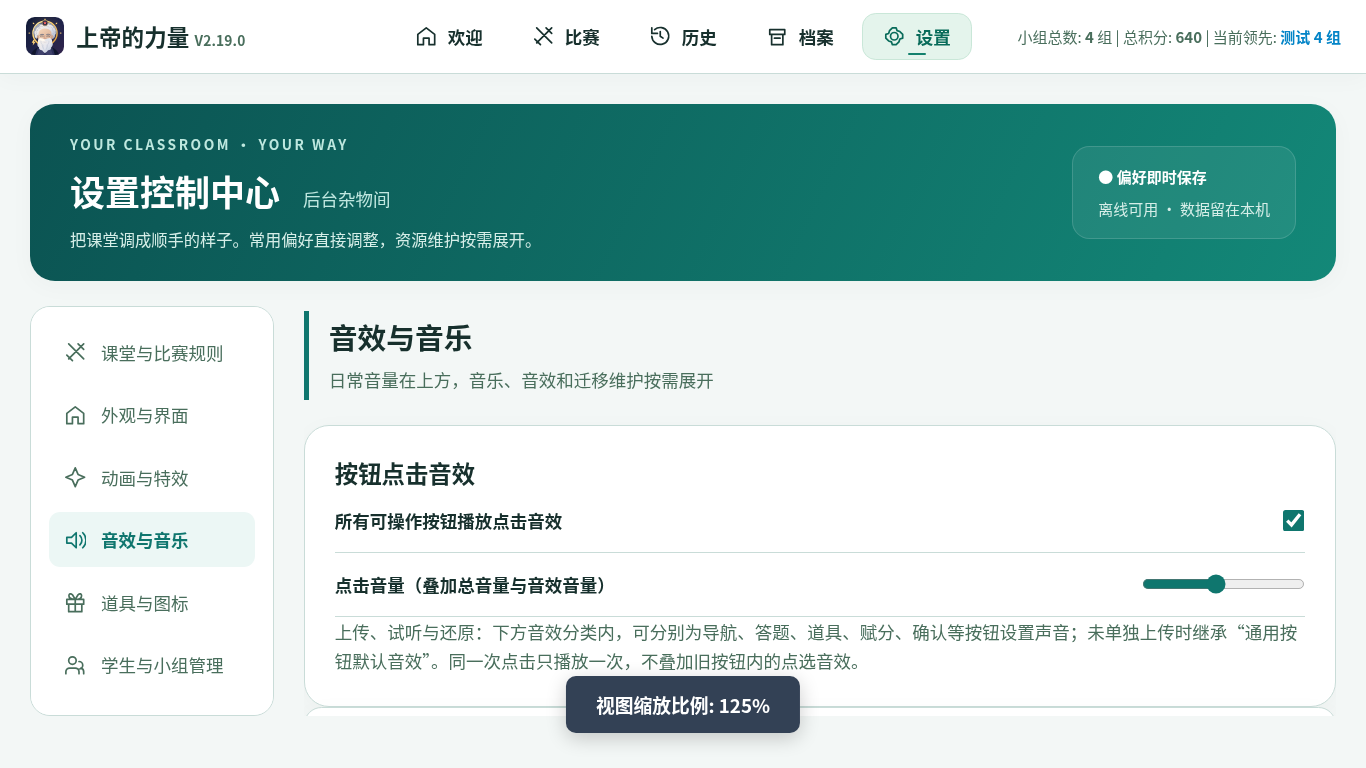 上帝的力量 V2.19.0
欢迎
比赛
历史
档案
设置
小组总数: 4 组 | 总积分: 640 | 当前领先: 测试 4 组
YOUR CLASSROOM • YOUR WAY
设置控制中心 后台杂物间
把课堂调成顺手的样子。常用偏好直接调整，资源维护按需展开。
● 偏好即时保存
离线可用 • 数据留在本机
课堂与比赛规则
外观与界面
动画与特效
音效与音乐
道具与图标
学生与小组管理
音效与音乐
日常音量在上方，音乐、音效和迁移维护按需展开
按钮点击音效
所有可操作按钮播放点击音效
点击音量（叠加总音量与音效音量）
上传、试听与还原：下方音效分类内，可分别为导航、答题、道具、赋分、确认等按钮设置声音；未单独上传时继承“通用按
钮默认音效”。同一次点击只播放一次，不叠加旧按钮内的点选音效。
视图缩放比例: 125%